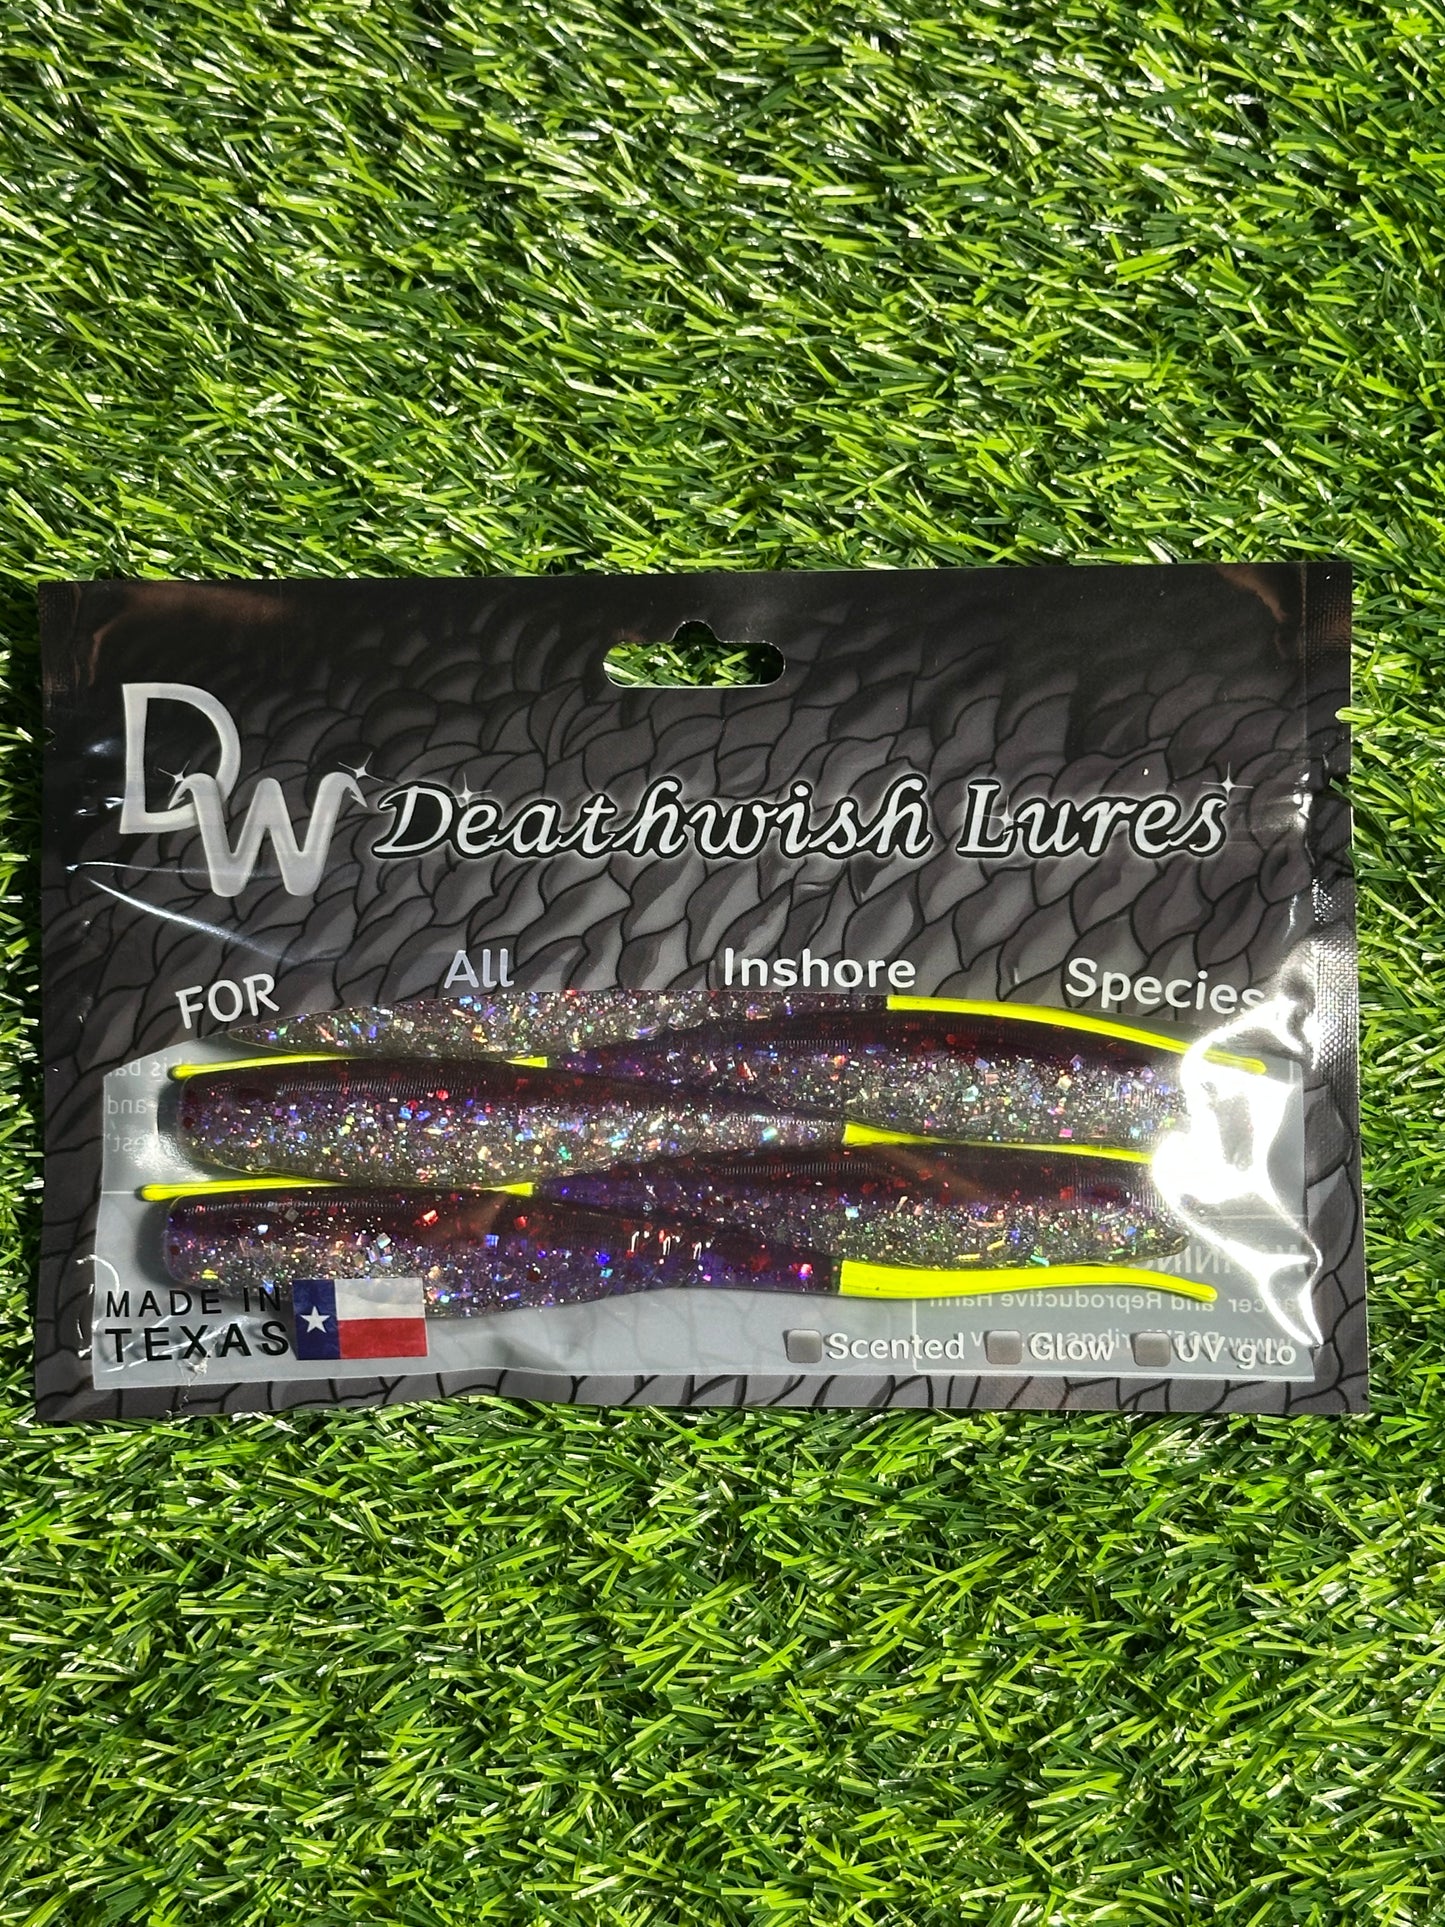 DW Deathwish Lures
FOR All Inshore Species
MADE IN
TEXAS
Scented Glow UV glo